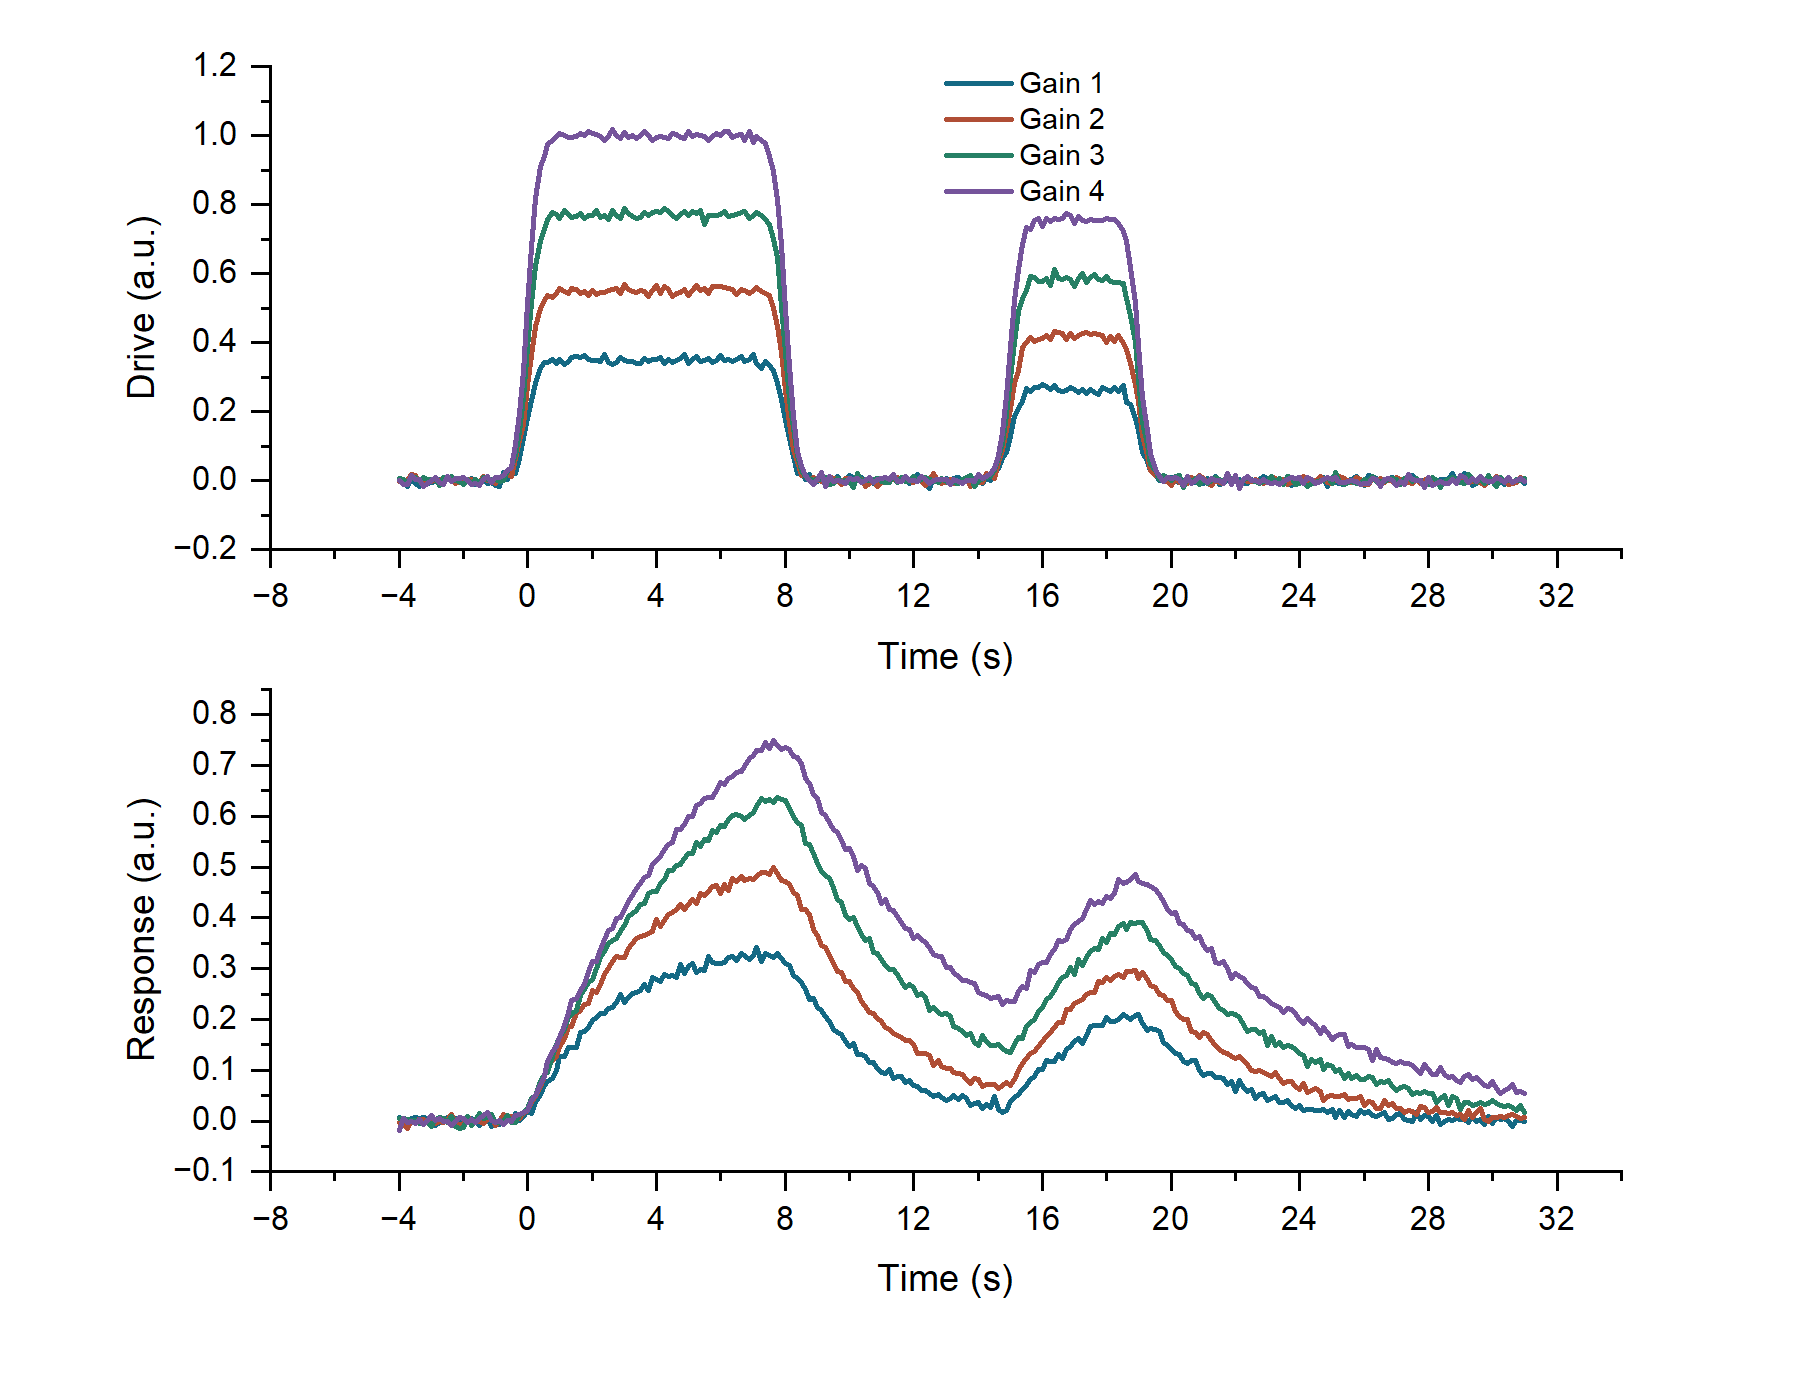 1.2
1.0
0.8
0.6
0.4
0.2
0.0
−0.2
Drive (a.u.)
Gain 1
Gain 2
Gain 3
Gain 4
−8 −4 0 4 8 12 16 20 24 28 32
Time (s)
0.8
0.7
0.6
0.5
0.4
0.3
0.2
0.1
0.0
−0.1
Response (a.u.)
−8 −4 0 4 8 12 16 20 24 28 32
Time (s)